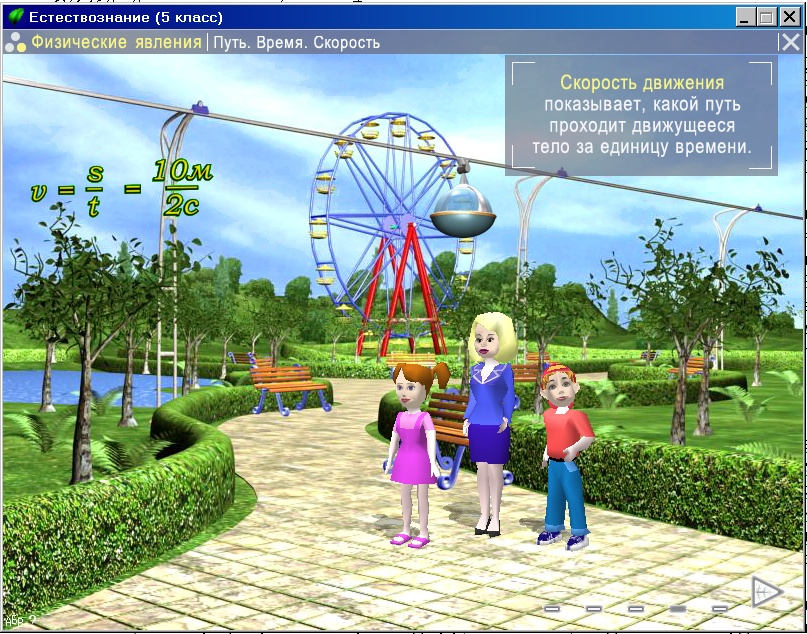 Естествознание (5 класс)
Физические явления | Путь. Время. Скорость
Скорость движения
показывает, какой путь
проходит движущееся
тело за единицу времени.
v = s/t = 10м/2с